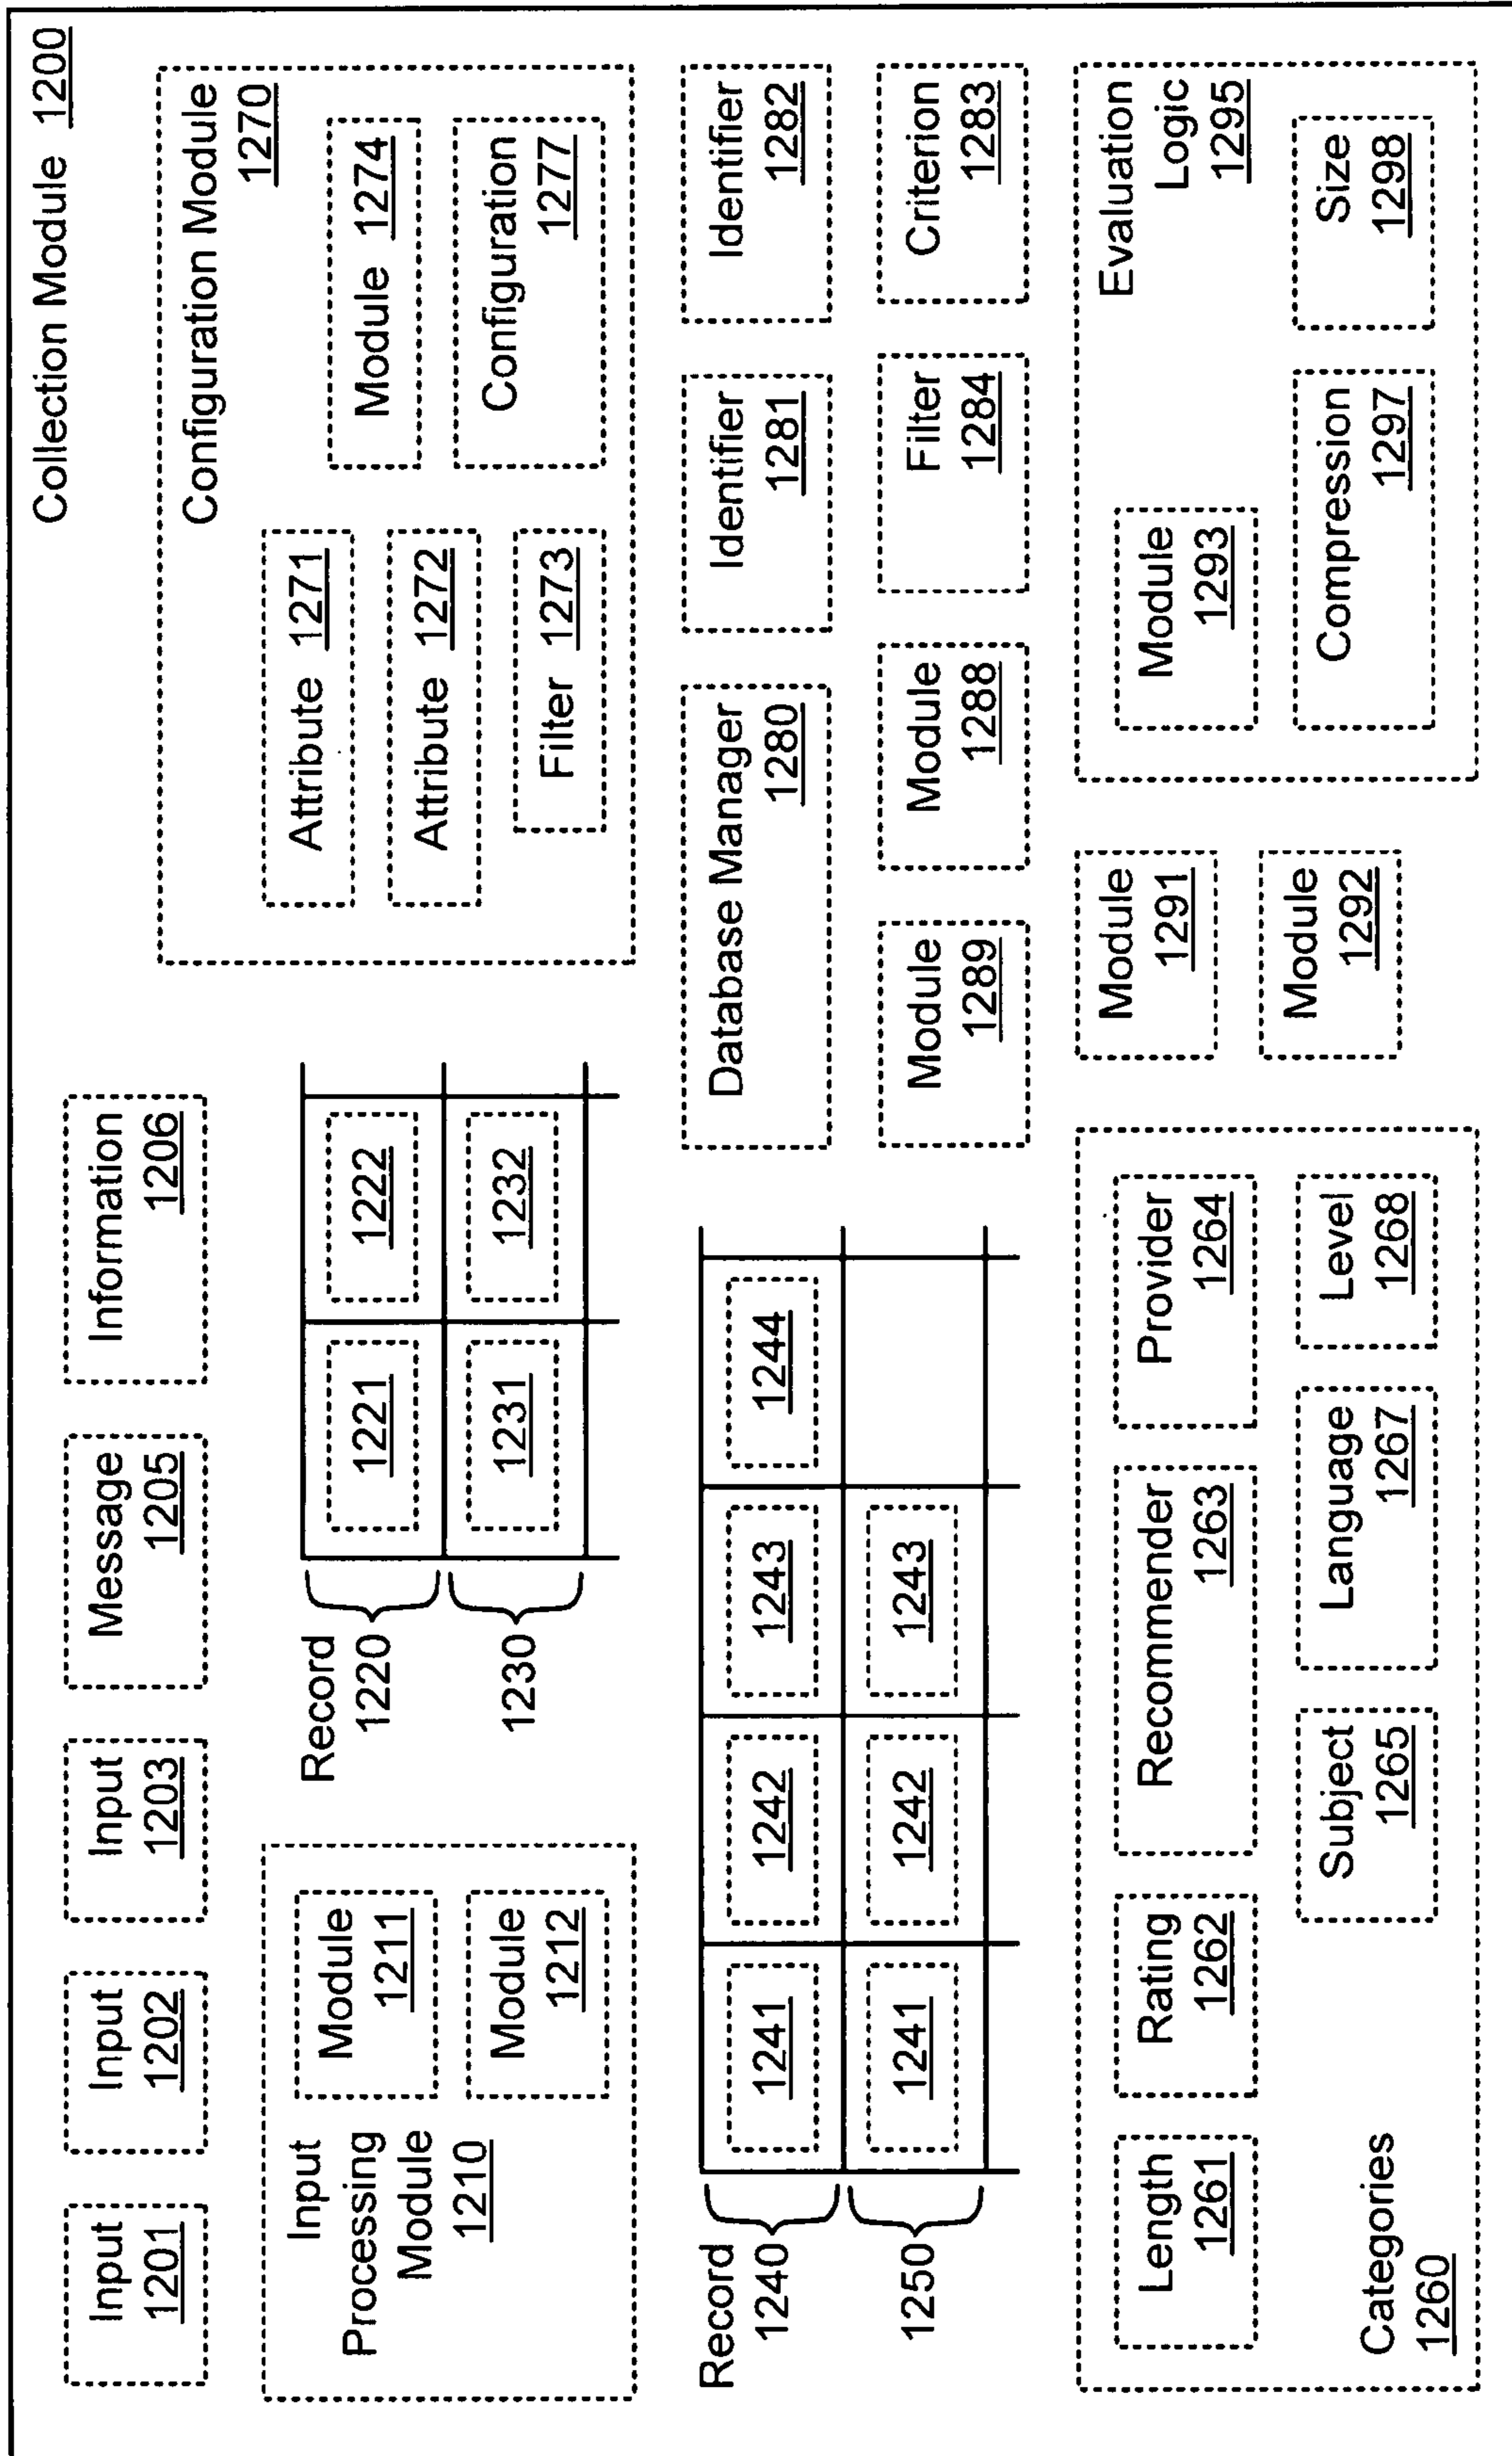 Collection Module 1200
Input
1201
Input
1202
Input
1203
Message
1205
Information
1206
Input
Processing
Module
1210
Module
1211
Module
1212
Record
1220
1221
1222
1230
1231
1232
Configuration Module
1270
Attribute 1271
Attribute 1272
Filter 1273
Module 1274
Configuration
1277
Record
1240
1241
1242
1243
1244
1250
1241
1242
1243
Database Manager
1280
Identifier
1281
Identifier
1282
Module
1289
Module
1288
Filter
1284
Criterion
1283
Categories
1260
Length
1261
Rating
1262
Recommender
1263
Provider
1264
Subject
1265
Language
1267
Level
1268
Module
1291
Module
1292
Evaluation
Logic
1295
Module
1293
Compression
1297
Size
1298